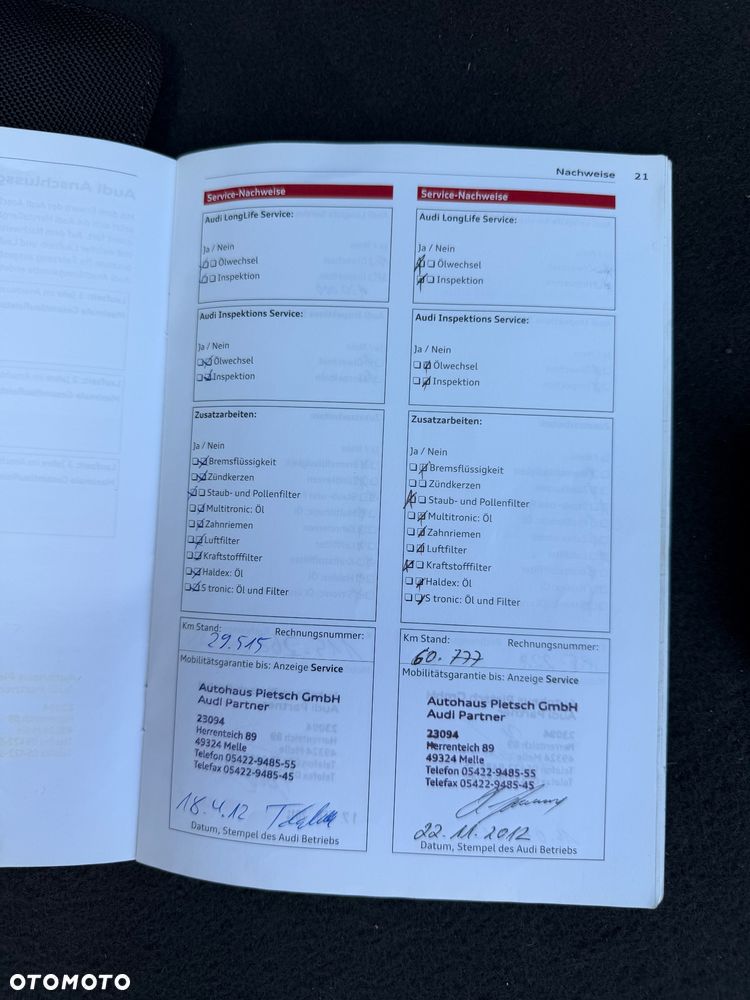 Nachweise 21
Service-Nachweise
Audi LongLife Service:
Ja / Nein
Ölwechsel
Inspektion
Audi Inspektions Service:
Ja / Nein
Ölwechsel
Inspektion
Zusatzarbeiten:
Ja / Nein
Bremsflüssigkeit
Zündkerzen
Staub- und Pollenfilter
Multitronic: Öl
Zahnriemen
Luftfilter
Kraftstofffilter
Haldex: Öl
S tronic: Öl und Filter
Km Stand: Rechnungsnummer:
29.515
Mobilitätsgarantie bis: Anzeige Service
Autohaus Pietsch GmbH
Audi Partner
23094
Herrenteich 89
49324 Melle
Telefon 05422-9485-55
Telefax 05422-9485-45
18.4.12
Datum, Stempel des Audi Betriebs
Service-Nachweise
Audi LongLife Service:
Ja / Nein
Ölwechsel
Inspektion
Audi Inspektions Service:
Ja / Nein
Ölwechsel
Inspektion
Zusatzarbeiten:
Ja / Nein
Bremsflüssigkeit
Zündkerzen
Staub- und Pollenfilter
Multitronic: Öl
Zahnriemen
Luftfilter
Kraftstofffilter
Haldex: Öl
S tronic: Öl und Filter
Km Stand: Rechnungsnummer:
60.777
Mobilitätsgarantie bis: Anzeige Service
Autohaus Pietsch GmbH
Audi Partner
23094
Herrenteich 89
49324 Melle
Telefon 05422-9485-55
Telefax 05422-9485-45
22.11.2012
Datum, Stempel des Audi Betriebs
OTOMOTO